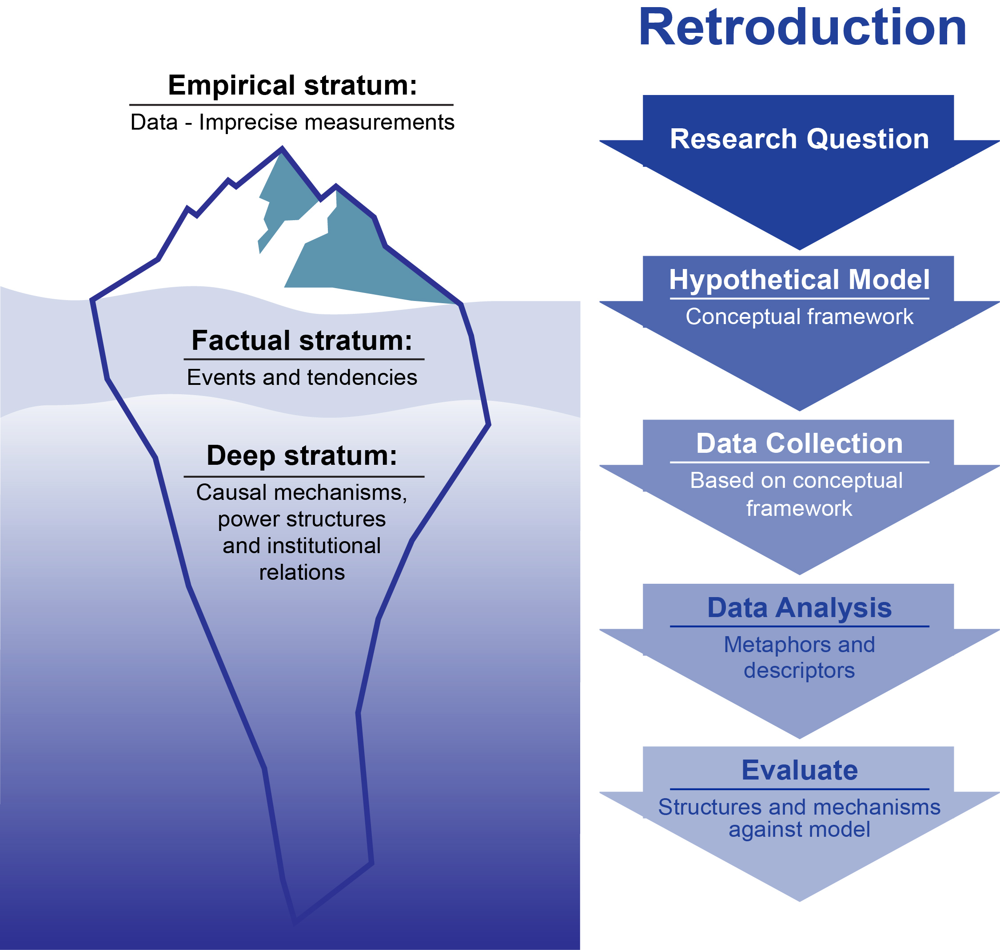 Retroduction
Empirical stratum:
Data - Imprecise measurements
Factual stratum:
Events and tendencies
Deep stratum:
Causal mechanisms,
power structures
and institutional
relations
Research Question
Hypothetical Model
Conceptual framework
Data Collection
Based on conceptual
framework
Data Analysis
Metaphors and
descriptors
Evaluate
Structures and mechanisms
against model